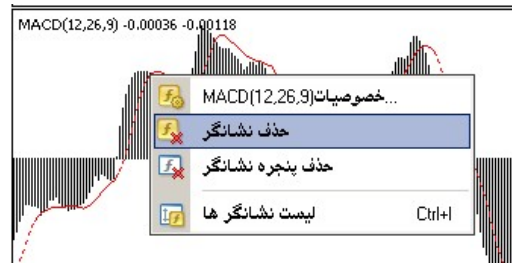 MACD(12,26,9) -0.00036 -0.00118
خصوصیات MACD(12,26,9)...
حذف نشانگر
حذف پنجره نشانگر
لیست نشانگر ها Ctrl+I